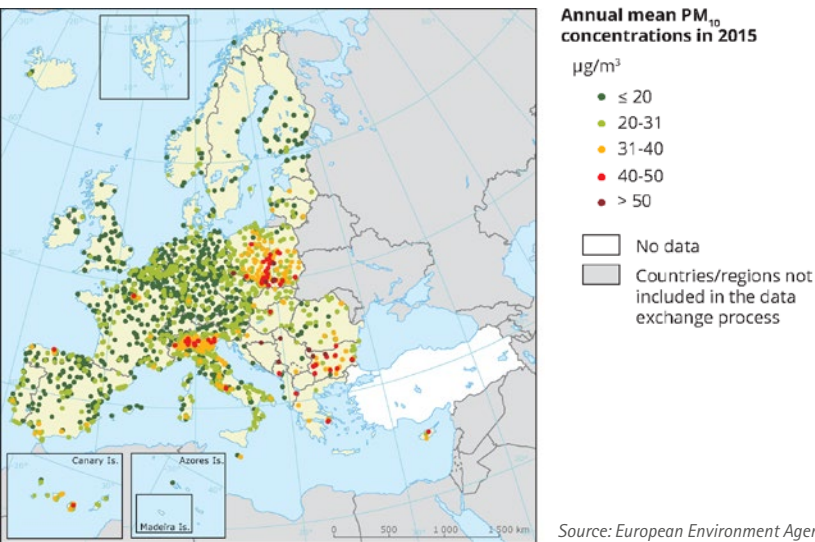 Annual mean PM₁₀
concentrations in 2015
µg/m³
≤ 20
20-31
31-40
40-50
> 50
No data
Countries/regions not
included in the data
exchange process
Canary Is.
Azores Is.
Madeira Is.
0 500 1 000 1 500 km
Source: European Environment Agen